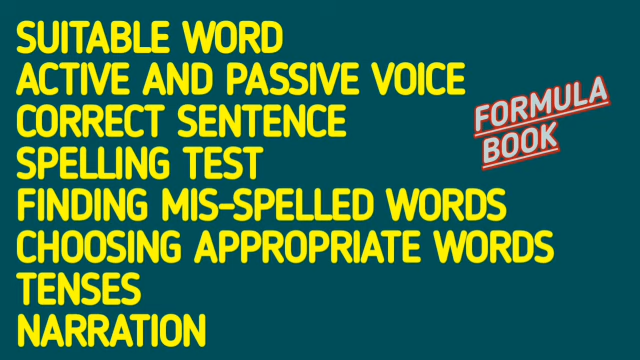 SUITABLE WORD
ACTIVE AND PASSIVE VOICE
CORRECT SENTENCE
SPELLING TEST
FINDING MIS-SPELLED WORDS
CHOOSING APPROPRIATE WORDS
TENSES
NARRATION
FORMULA
BOOK